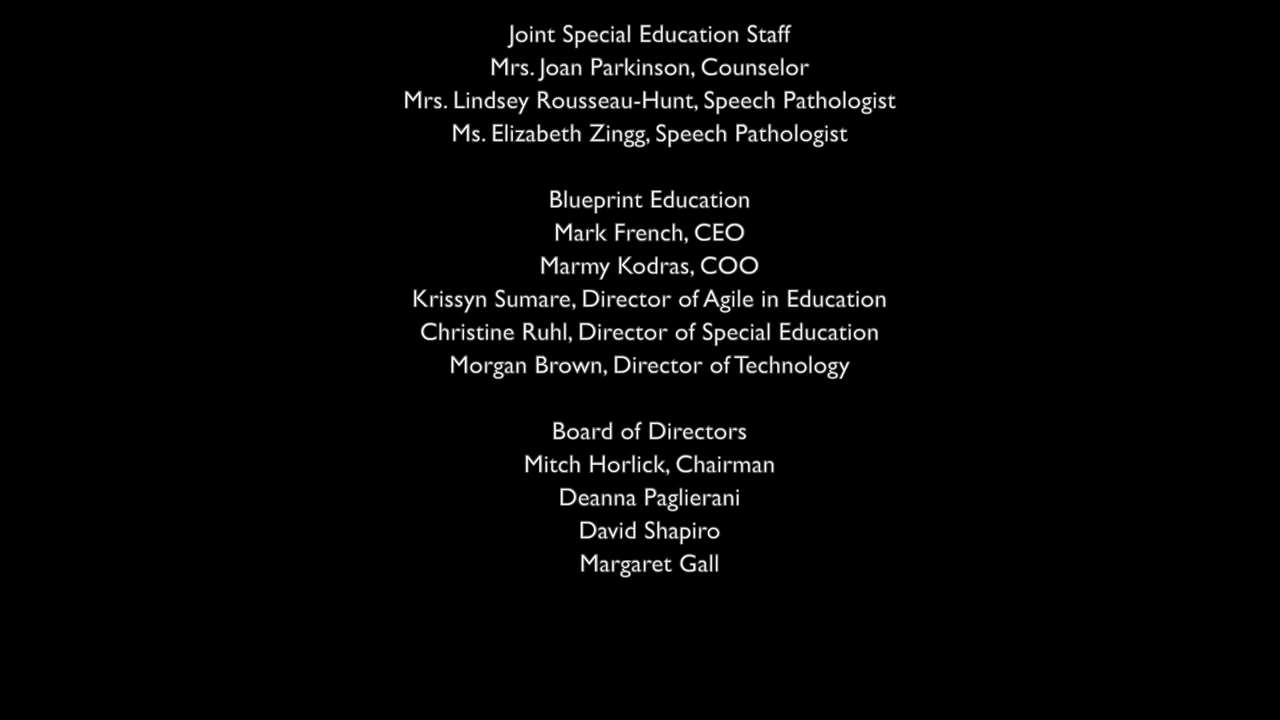 Joint Special Education Staff
Mrs. Joan Parkinson, Counselor
Mrs. Lindsey Rousseau-Hunt, Speech Pathologist
Ms. Elizabeth Zingg, Speech Pathologist
Blueprint Education
Mark French, CEO
Marmy Kodras, COO
Krissyn Sumare, Director of Agile in Education
Christine Ruhl, Director of Special Education
Morgan Brown, Director of Technology
Board of Directors
Mitch Horlick, Chairman
Deanna Paglierani
David Shapiro
Margaret Gall